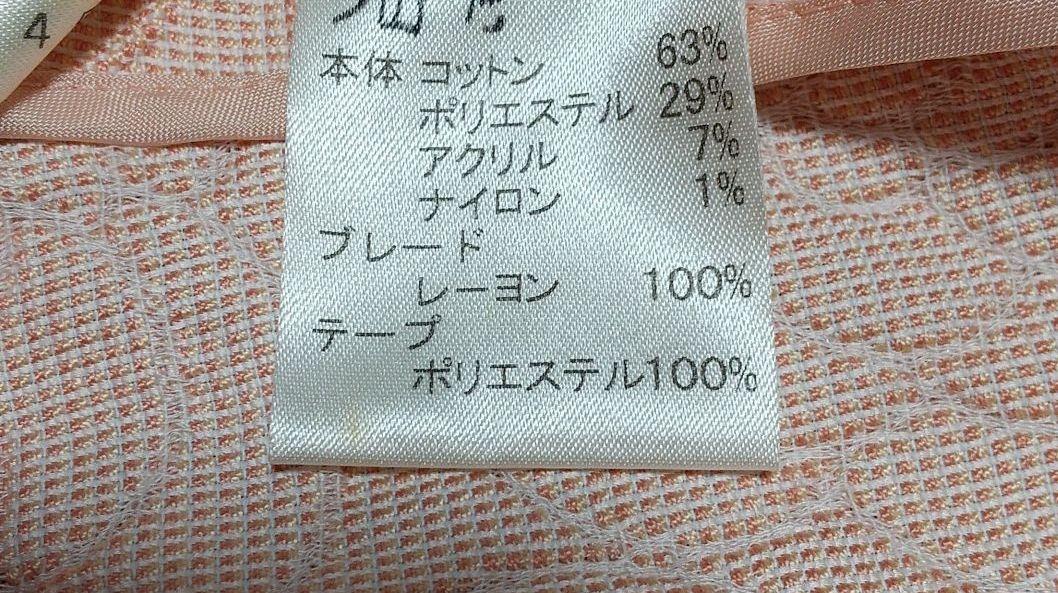 4
本体 コットン 63%
ポリエステル 29%
アクリル 7%
ナイロン 1%
ブレード
レーヨン 100%
テープ
ポリエステル100%